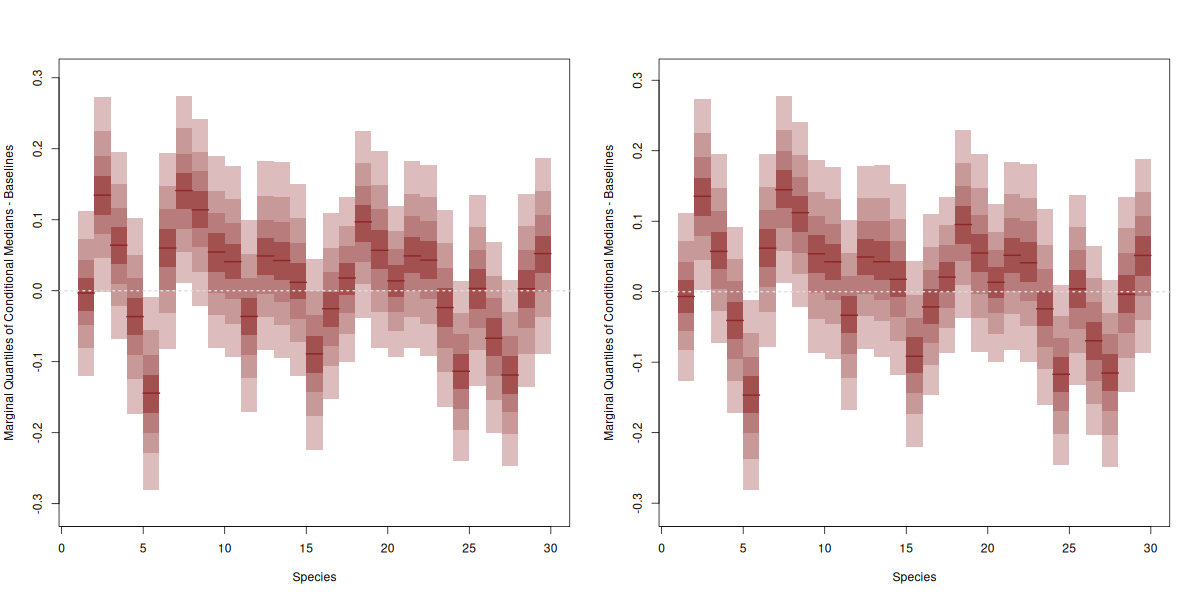 Marginal Quantiles of Conditional Medians - Baselines
0.3
0.2
0.1
0.0
-0.1
-0.2
-0.3
0 5 10 15 20 25 30
Species
Marginal Quantiles of Conditional Medians - Baselines
0.3
0.2
0.1
0.0
-0.1
-0.2
-0.3
0 5 10 15 20 25 30
Species